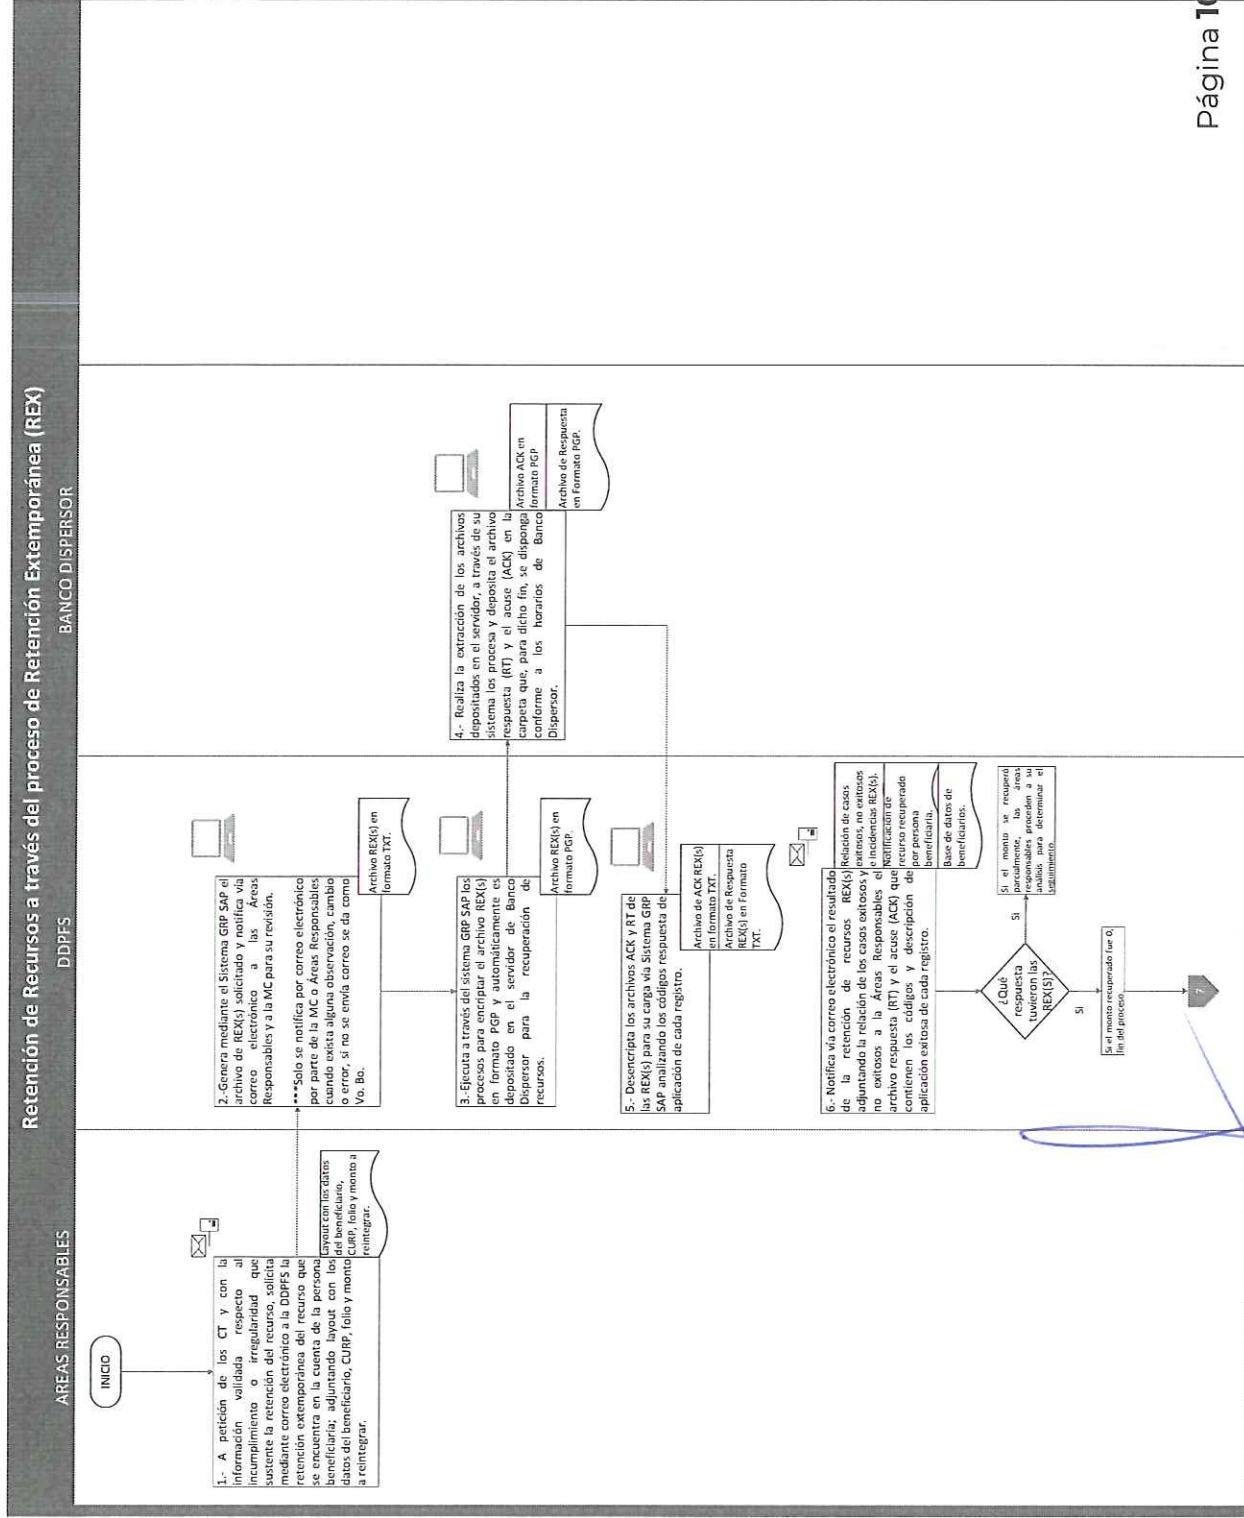 Retención de Recursos a través del proceso de Retención Extemporánea (REX)
AREAS RESPONSABLES
DDPFS
BANCO DISPERSOR
INICIO
1.- A petición de los CT y con la
información validada respecto al
incumplimiento o irregularidad que
sustente la retención del recurso, solicita
mediante correo electrónico a la DDPFS la
retención extemporánea del recurso que
se encuentra en la cuenta de la persona
beneficiaria; adjuntando layout con los
datos del beneficiario, CURP, folio y monto
a reintegrar.
Layout con los datos
del beneficiario,
CURP, folio y monto a
reintegrar.
2.-Genera mediante el Sistema GRP SAP el
archivo de REX(s) solicitado y notifica vía
correo electrónico a las Áreas
Responsables y a la MC para su revisión.
***Solo se notifica por correo electrónico
por parte de la MC o Áreas Responsables
cuando exista alguna observación, cambio
o error, si no se envía correo se da como
Vo. Bo.
Archivo REX(s) en
formato TXT.
3.-Ejecuta a través del sistema GRP SAP los
procesos para encriptar el archivo REX(s)
en formato PGP y automáticamente es
depositado en el servidor de Banco
Dispersor para la recuperación de
recursos.
Archivo REX(s) en
formato PGP.
4.- Realiza la extracción de los archivos
depositados en el servidor, a través de su
sistema los procesa y deposita el archivo
respuesta (RT) y el acuse (ACK) en la
carpeta que, para dicho fin, se disponga
conforme a los horarios de Banco
Dispersor.
Archivo ACK en
formato PGP
Archivo de Respuesta
en Formato PGP.
5.- Desencripta los archivos ACK y RT de
las REX(s) para su carga vía Sistema GRP
SAP analizando los códigos respuesta de
aplicación de cada registro.
Archivo de ACK REX(s)
en formato TXT.
Archivo de Respuesta
REX(s) en Formato
TXT.
6.- Notifica vía correo electrónico el resultado
de la retención de recursos REX(s)
adjuntando la relación de los casos exitosos y
no exitosos a la Áreas Responsables el
archivo respuesta (RT) y el acuse (ACK) que
contienen los códigos y descripción de
aplicación exitosa de cada registro.
Relación de casos
exitosos, no exitosos
e incidencias REX(s).
Notificación de
recurso recuperado
por persona
beneficiaria.
Base de datos de
beneficiarios.
¿Qué
respuesta
tuvieron las
REX(S)?
Si
Si el monto se recuperó
parcialmente, las áreas
responsables proceden a su
análisis para determinar el
seguimiento.
Si
Si el monto recuperado fue 0,
fin del proceso.
7
Página 10